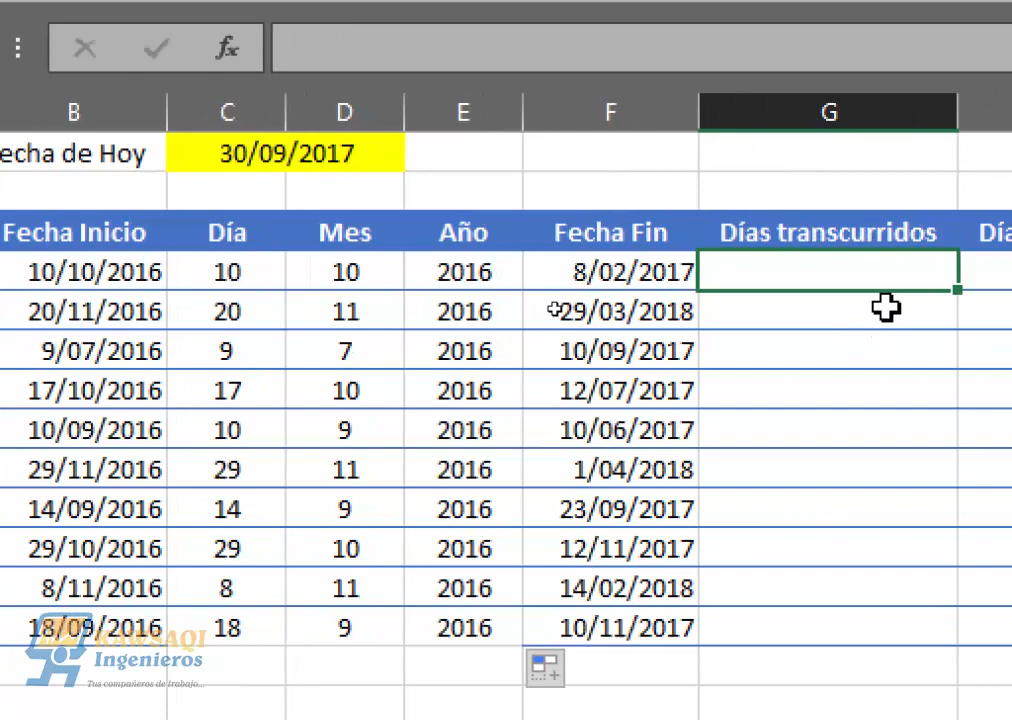 fx
B C D E F G
echa de Hoy 30/09/2017
Fecha Inicio Día Mes Año Fecha Fin Días transcurridos Día
10/10/2016 10 10 2016 8/02/2017
20/11/2016 20 11 2016 29/03/2018
9/07/2016 9 7 2016 10/09/2017
17/10/2016 17 10 2016 12/07/2017
10/09/2016 10 9 2016 10/06/2017
29/11/2016 29 11 2016 1/04/2018
14/09/2016 14 9 2016 23/09/2017
29/10/2016 29 10 2016 12/11/2017
8/11/2016 8 11 2016 14/02/2018
18/09/2016 18 9 2016 10/11/2017
KAWSAQI
Ingenieros
Tus compañeros de trabajo...